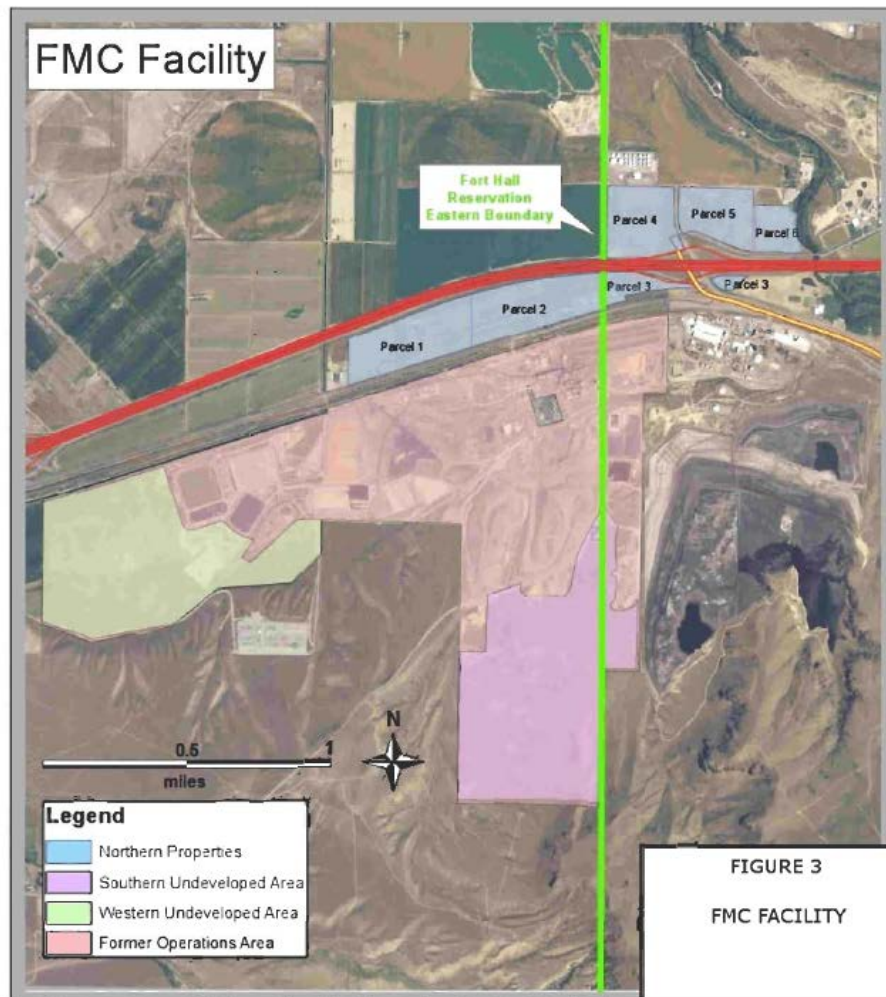 FMC Facility
Fort Hall
Reservation
Eastern Boundary
Parcel 4
Parcel 5
Parcel 6
Parcel 3
Parcel 3
Parcel 2
Parcel 1
N
0.5
1
miles
Legend
Northern Properties
Southern Undeveloped Area
Western Undeveloped Area
Former Operations Area
FIGURE 3
FMC FACILITY